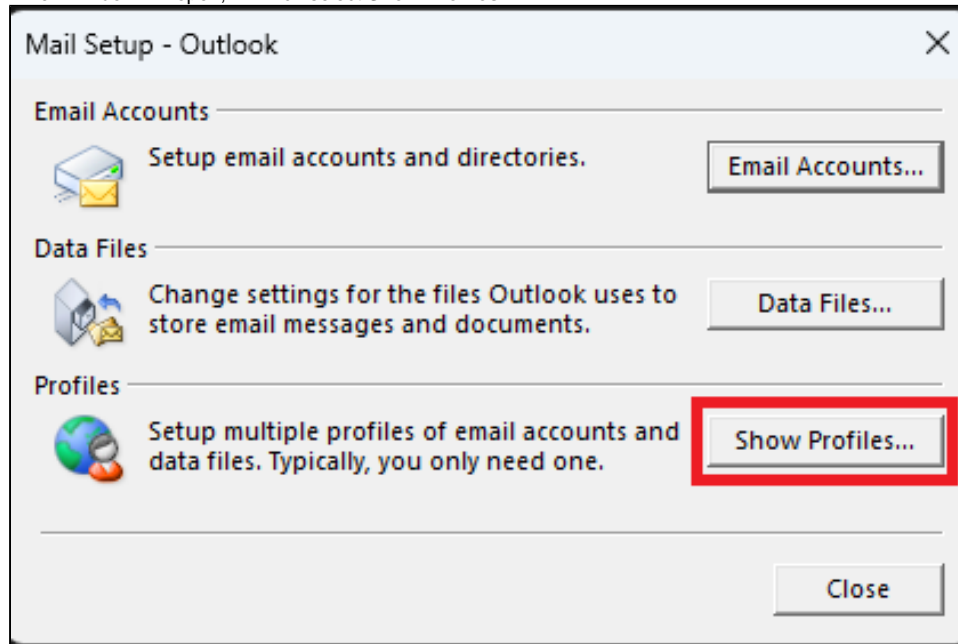 Mail Setup - Outlook
Email Accounts
Setup email accounts and directories.
Email Accounts...
Data Files
Change settings for the files Outlook uses to
store email messages and documents.
Data Files...
Profiles
Setup multiple profiles of email accounts and
data files. Typically, you only need one.
Show Profiles...
Close